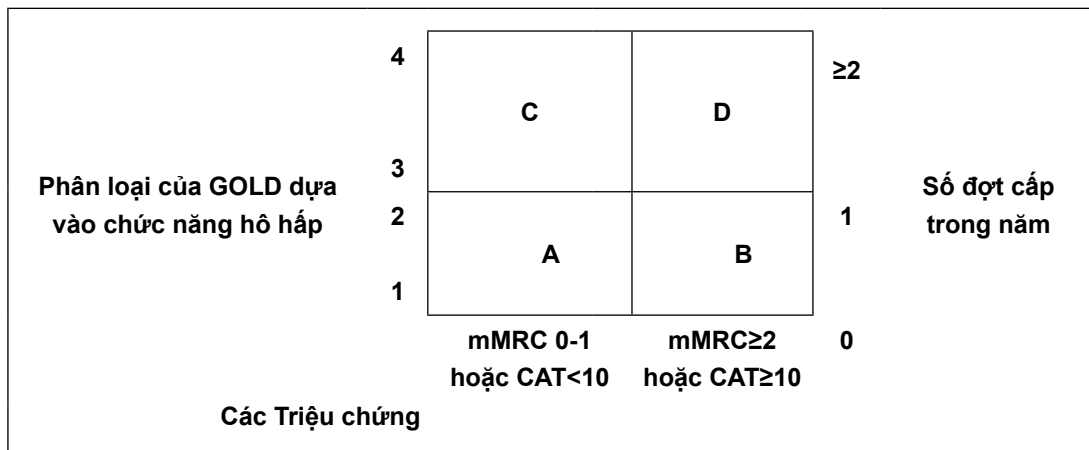 4
≥2
C
D
3
Phân loại của GOLD dựa
vào chức năng hô hấp
Số đợt cấp
trong năm
2
1
A
B
1
mMRC 0-1
hoặc CAT<10
mMRC≥2
hoặc CAT≥10
0
Các Triệu chứng